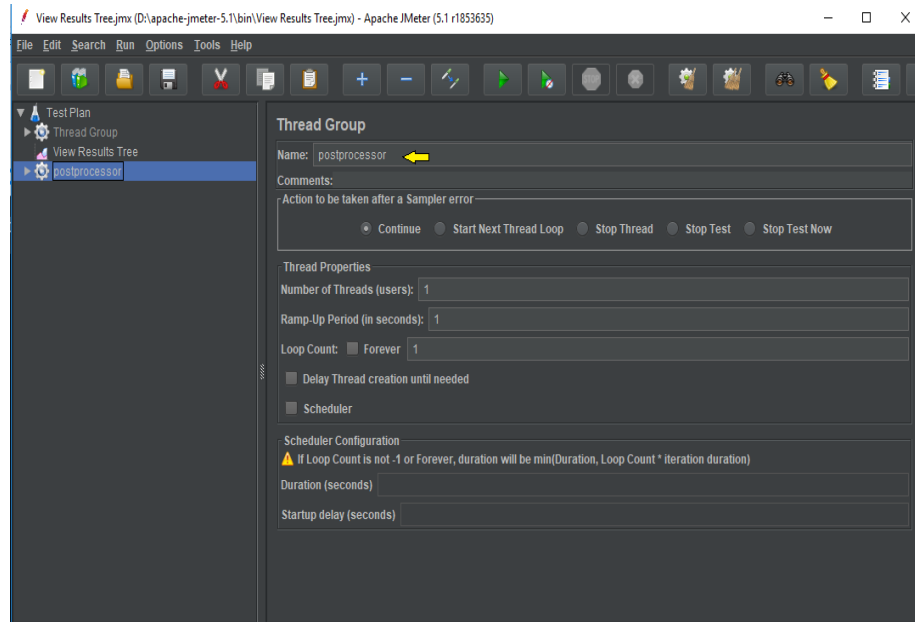 View Results Tree.jmx (D:\apache-jmeter-5.1\bin\View Results Tree.jmx) - Apache JMeter (5.1 r1853635)
File Edit Search Run Options Tools Help
STOP
Test Plan
Thread Group
View Results Tree
postprocessor
Thread Group
Name: postprocessor
Comments:
Action to be taken after a Sampler error
Continue Start Next Thread Loop Stop Thread Stop Test Stop Test Now
Thread Properties
Number of Threads (users): 1
Ramp-Up Period (in seconds): 1
Loop Count: Forever 1
Delay Thread creation until needed
Scheduler
Scheduler Configuration
If Loop Count is not -1 or Forever, duration will be min(Duration, Loop Count * iteration duration)
Duration (seconds)
Startup delay (seconds)